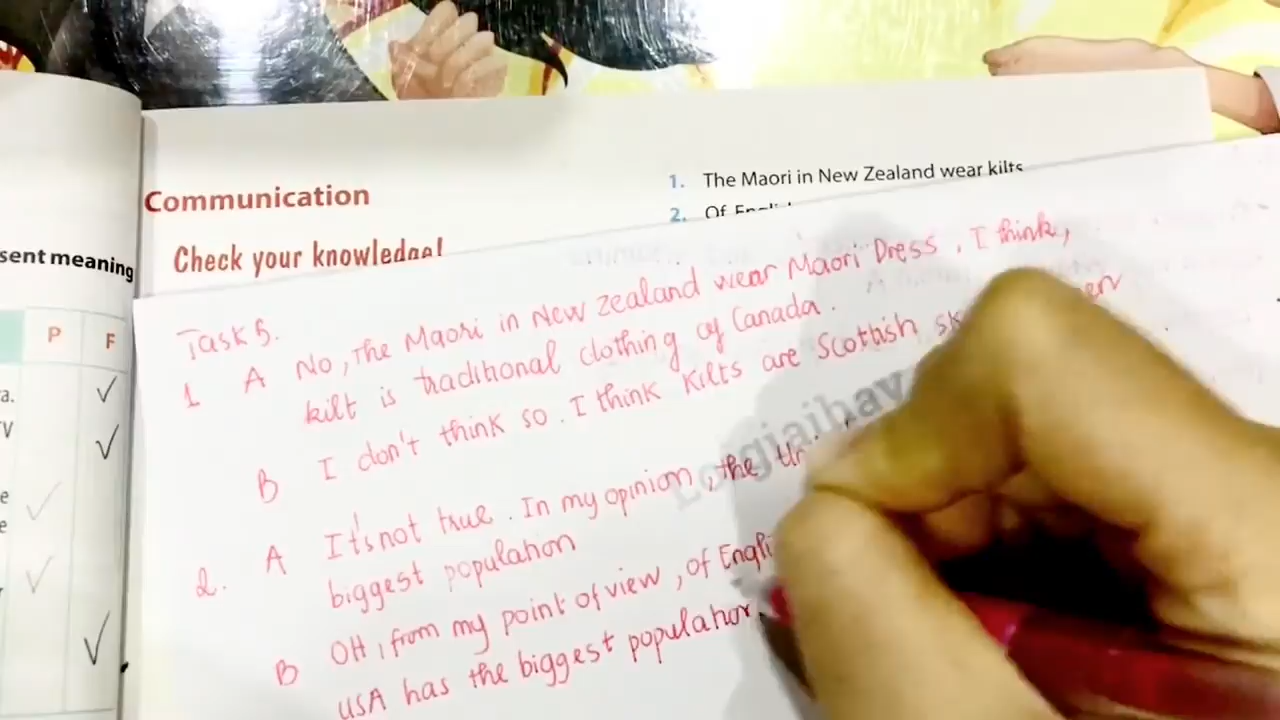 Communication
Check your knowledge!
sent meaning
P F
1. The Maori in New Zealand wear kilts
2. Of
Task 5.
1 A No, The Maori in New Zealand wear Maori Dress. I think,
kilt is traditional clothing of Canada.
B I don't think so. I think kilts are Scottish
2. A It's not true. In my opinion, the
biggest population
B OH, from my point of view, of
USA has the biggest population